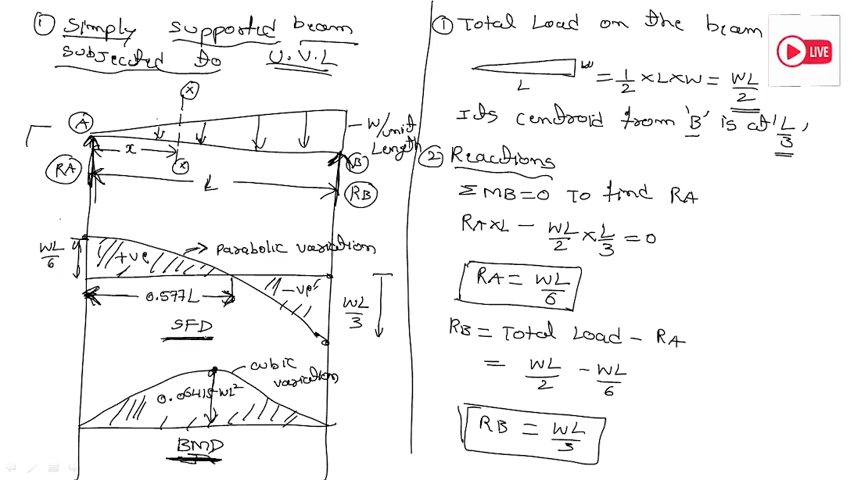 ① Simply supported beam
subjected to U.V.L
(X)
(A)
W/unit
Length
x
(X)
(B)
(RA)
L
(RB)
WL/6
+ve
parabolic variation
-ve
0.577L
WL/3
SFD
cubic
variation
0.06415WL²
BMD
① Total Load on the beam
LIVE
W
L
= 1/2 × L × W = WL/2
Its centroid from 'B' is at 'L/3'
② Reactions
ΣMB=0 To find RA
RA×L - WL/2 × L/3 = 0
RA = WL/6
RB = Total Load - RA
= WL/2 - WL/6
RB = WL/3